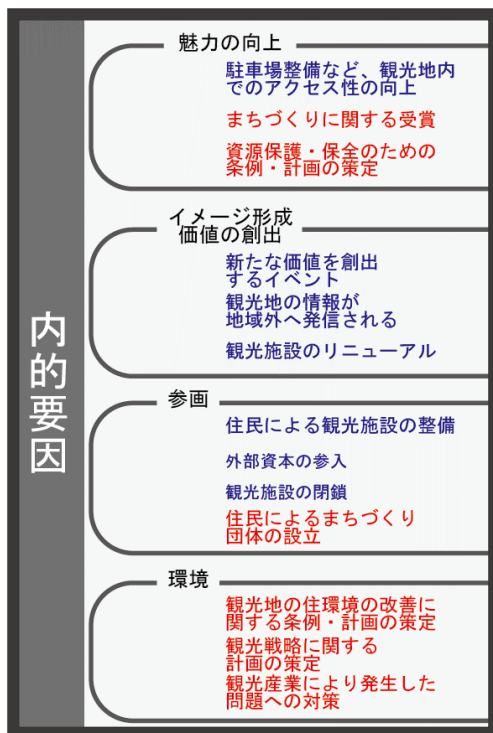 内的要因
魅力の向上
駐車場整備など、観光地内
でのアクセス性の向上
まちづくりに関する受賞
資源保護・保全のための
条例・計画の策定
イメージ形成
価値の創出
新たな価値を創出
するイベント
観光地の情報が
地域外へ発信される
観光施設のリニューアル
参画
住民による観光施設の整備
外部資本の参入
観光施設の閉鎖
住民によるまちづくり
団体の設立
環境
観光地の住環境の改善に
関する条例・計画の策定
観光戦略に関する
計画の策定
観光産業により発生した
問題への対策